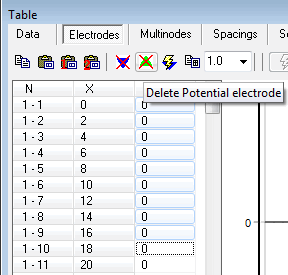 Table
Data Electrodes Multinodes Spacings
1.0
Delete Potential electrode
N X
1 - 1 0 0
1 - 2 2 0
1 - 3 4 0
1 - 4 6 0
1 - 5 8 0
1 - 6 10 0
1 - 7 12 0
1 - 8 14 0
1 - 9 16 0
0
1 - 10 18 0
1 - 11 20 0